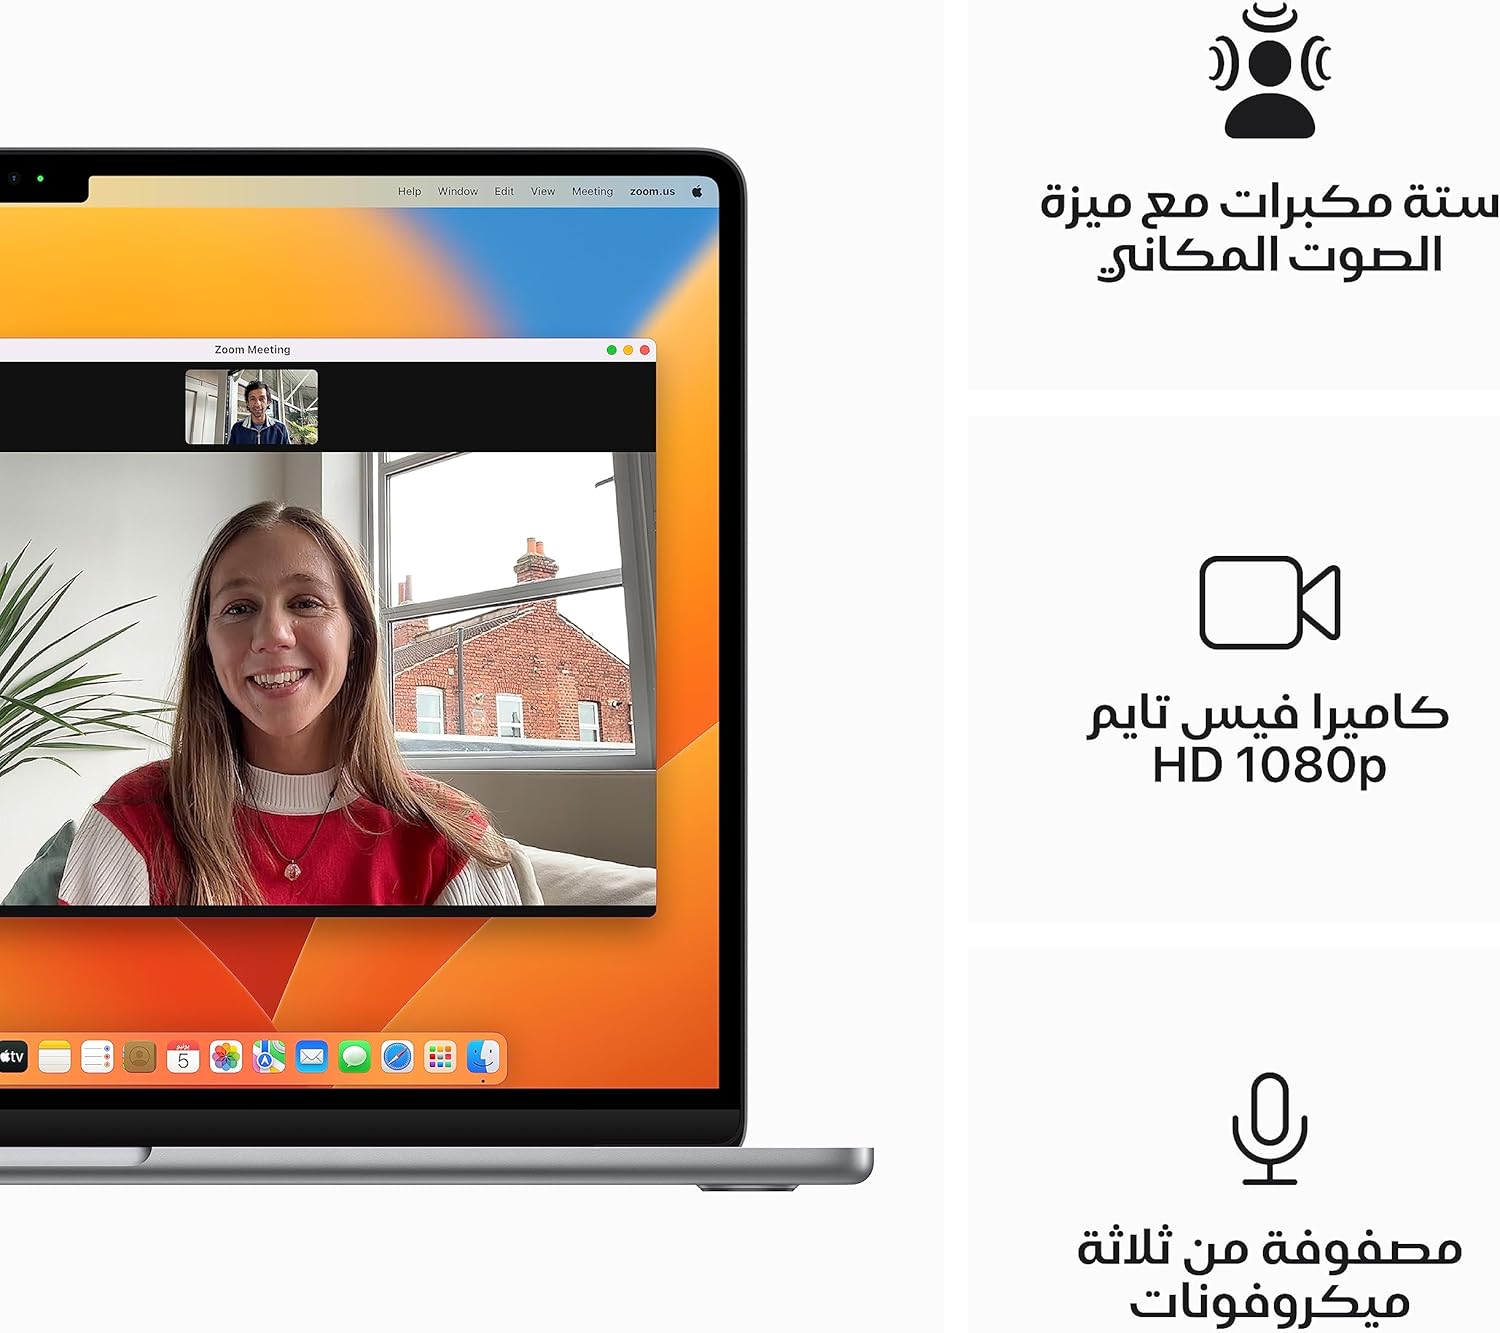 ستة مكبرات مع ميزة
الصوت المكاني
zoom.us Meeting View Edit Window Help
Zoom Meeting
كاميرا فيس تايم
HD 1080p
tv
يونيو
5
مصفوفة من ثلاثة
ميكروفونات